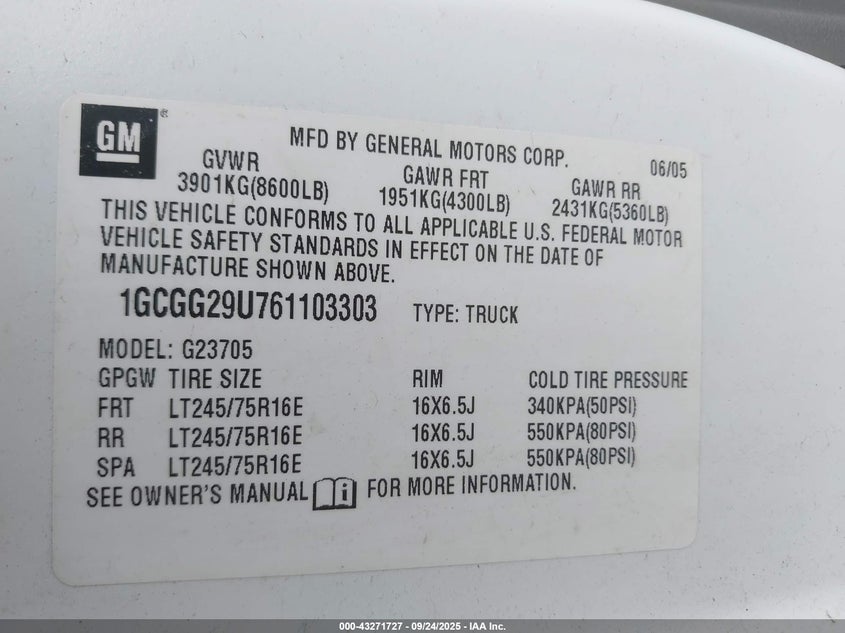 GM ®
MFD BY GENERAL MOTORS CORP. 06/05
GVWR GAWR FRT GAWR RR
3901KG(8600LB) 1951KG(4300LB) 2431KG(5360LB)
THIS VEHICLE CONFORMS TO ALL APPLICABLE U.S. FEDERAL MOTOR
VEHICLE SAFETY STANDARDS IN EFFECT ON THE DATE OF
MANUFACTURE SHOWN ABOVE.
1GCGG29U761103303 TYPE: TRUCK
MODEL: G23705
GPGW TIRE SIZE RIM COLD TIRE PRESSURE
FRT LT245/75R16E 16X6.5J 340KPA(50PSI)
RR LT245/75R16E 16X6.5J 550KPA(80PSI)
SPA LT245/75R16E 16X6.5J 550KPA(80PSI)
SEE OWNER'S MANUAL i FOR MORE INFORMATION.
000-43271727 - 09/24/2025 - IAA Inc.